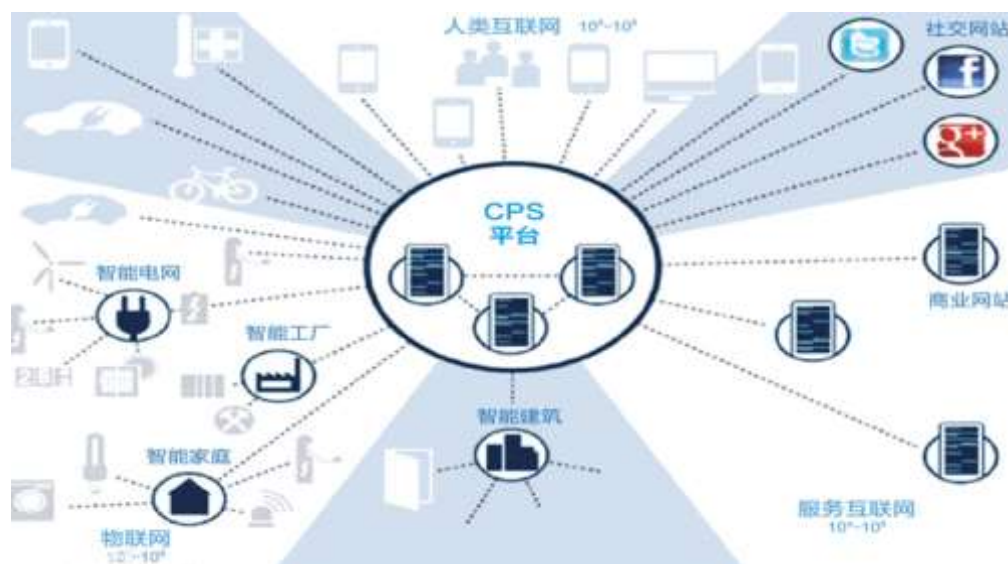 人类互联网
社交网站
CPS
平台
智能电网
商业网站
智能工厂
智能建筑
智能家庭
服务互联网
物联网